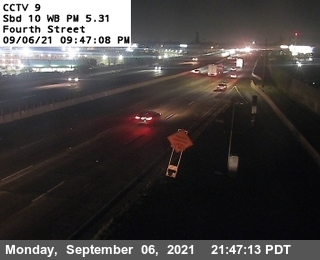 CCTV 9
Sbd 10 WB PM 5.31
Fourth Street
09/06/21 09:47:08 PM
Monday, September 06, 2021 21:47:13 PDT